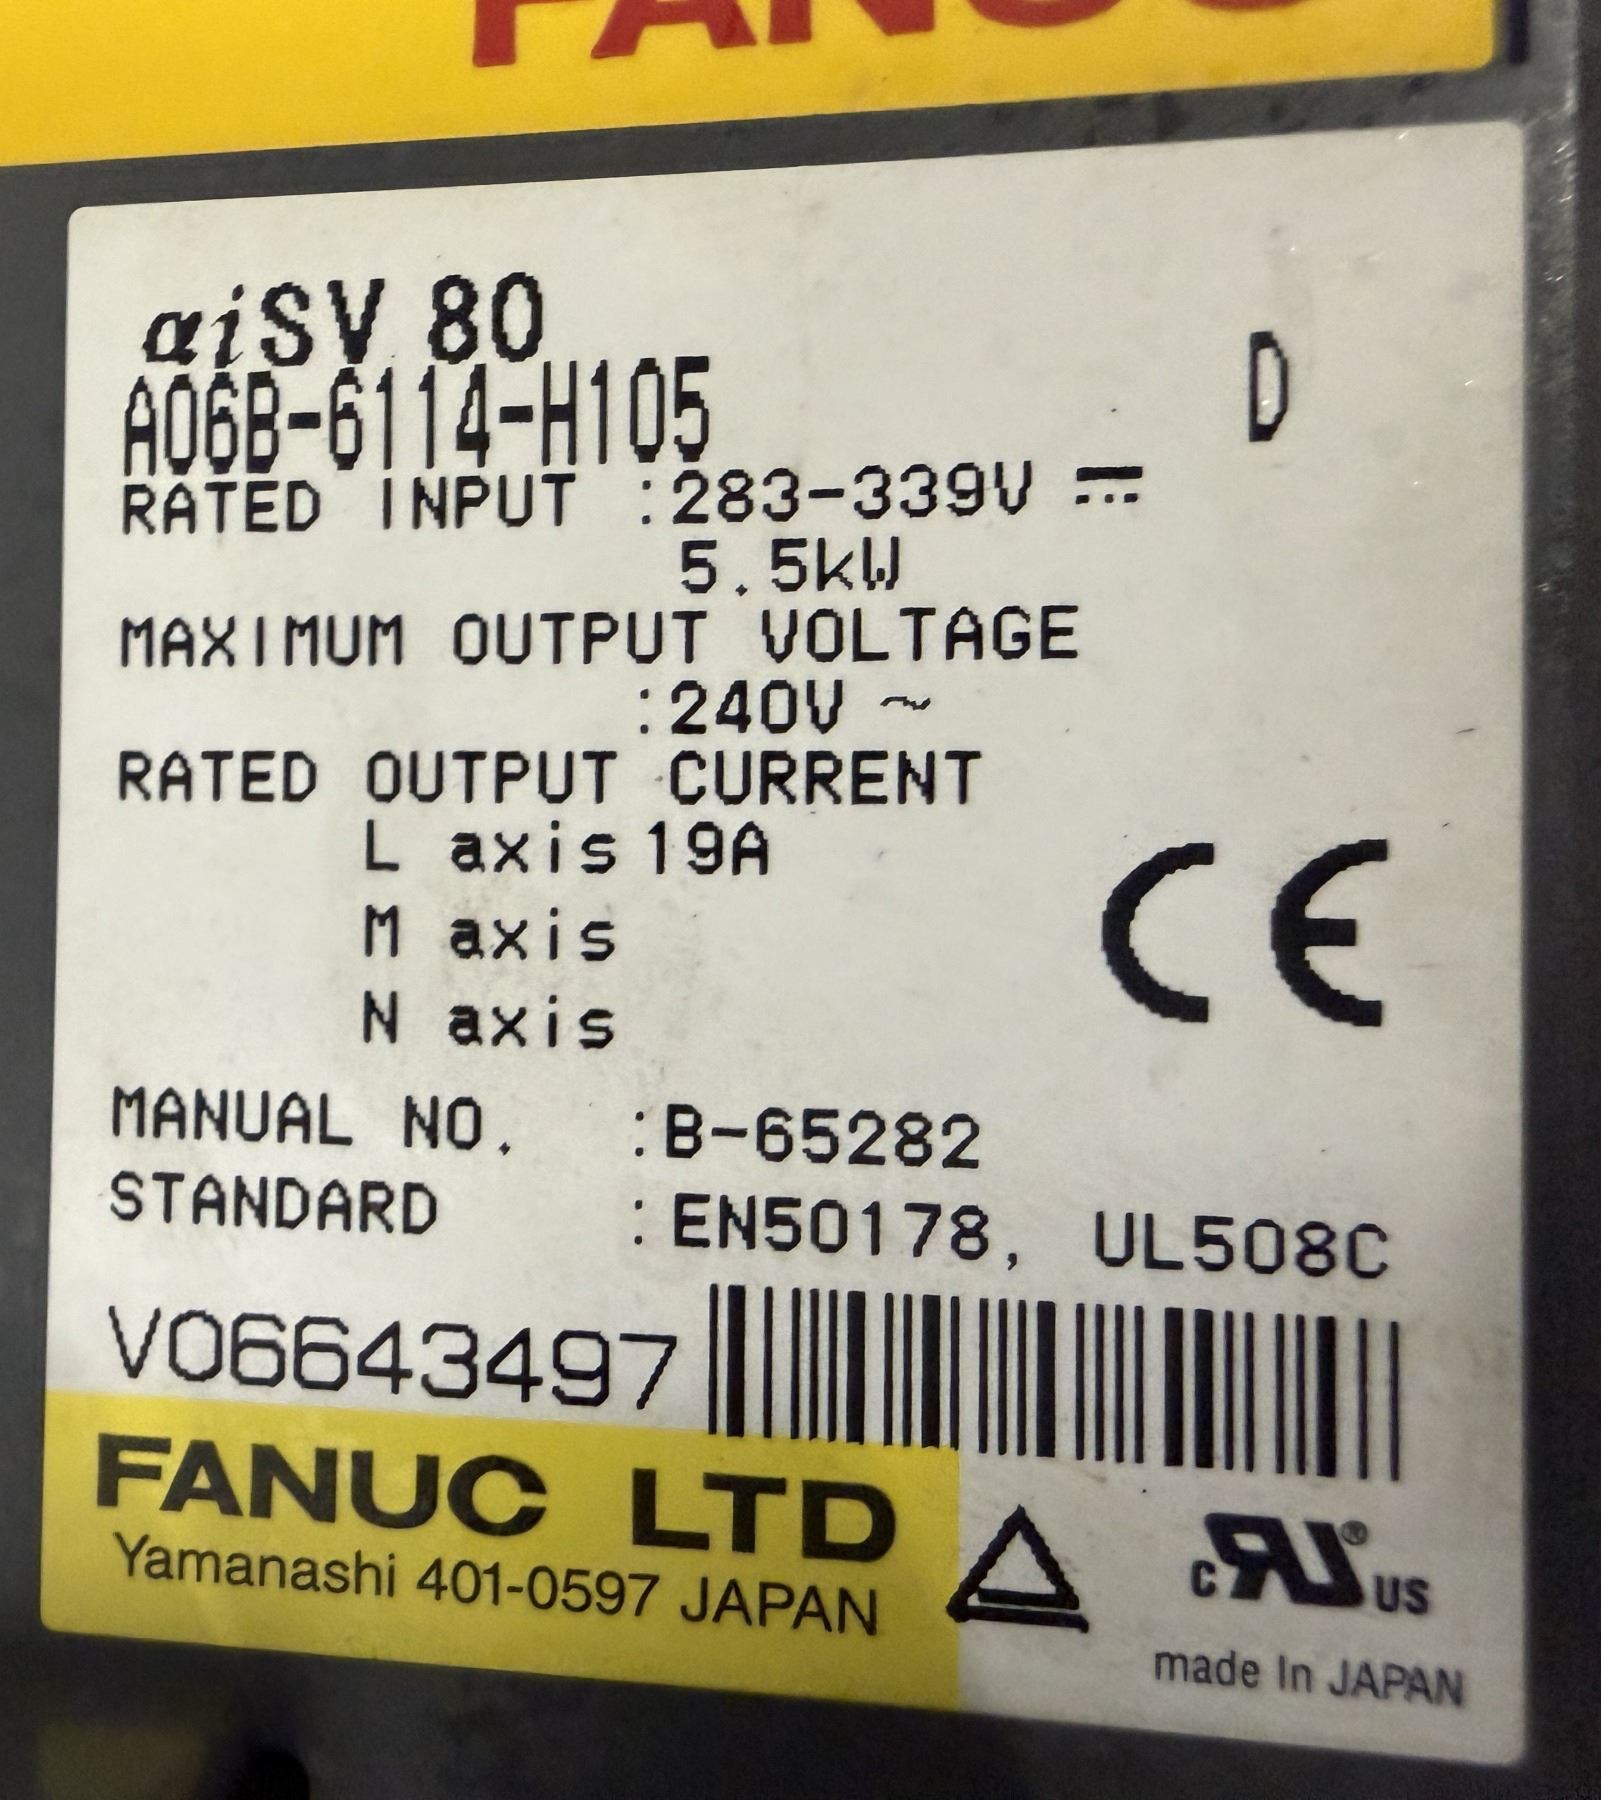 FANUC
αiSV 80
A06B-6114-H105 D
RATED INPUT :283-339V ⎓
5.5kW
MAXIMUM OUTPUT VOLTAGE
:240V ~
RATED OUTPUT CURRENT
L axis 19A
M axis
N axis
CE
MANUAL NO. :B-65282
STANDARD :EN50178, UL508C
V06643497
FANUC LTD
Yamanashi 401-0597 JAPAN
c RU ® US
made In JAPAN